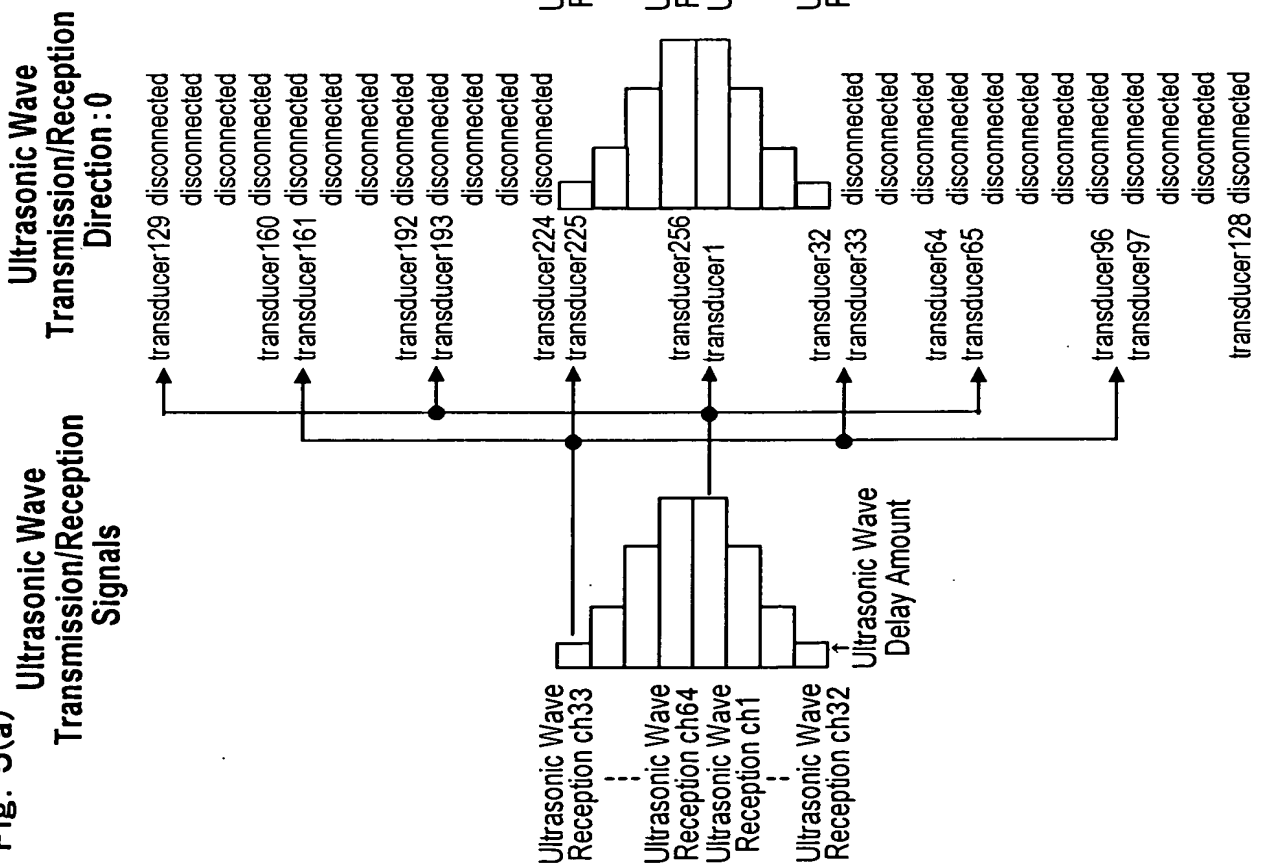 Fig. 5(a)
Ultrasonic Wave
Transmission/Reception
Signals
Ultrasonic Wave
Transmission/Reception
Direction : 0
transducer129 disconnected
disconnected
disconnected
transducer160 disconnected
transducer161 disconnected
disconnected
disconnected
transducer192 disconnected
transducer193 disconnected
disconnected
disconnected
transducer224 disconnected
transducer225
transducer256
transducer1
transducer32
transducer33 disconnected
disconnected
transducer64 disconnected
transducer65 disconnected
disconnected
disconnected
disconnected
transducer96 disconnected
transducer97 disconnected
disconnected
disconnected
transducer128 disconnected
Ultrasonic Wave
Reception ch33
Ultrasonic Wave
Reception ch64
Ultrasonic Wave
Reception ch1
Ultrasonic Wave
Reception ch32
Ultrasonic Wave
Delay Amount